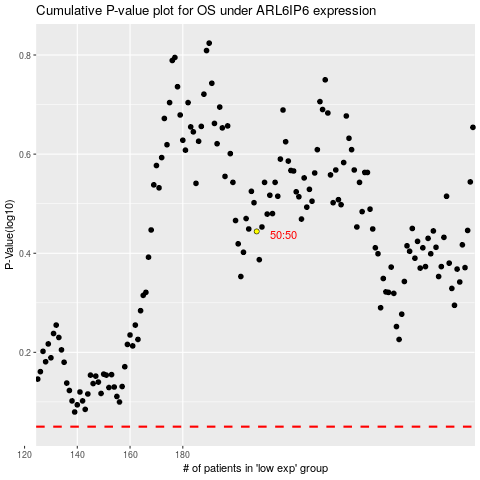 Cumulative P-value plot for OS under ARL6IP6 expression
P-Value(log10)
0.8
0.6
0.4
0.2
50:50
120 140 160 180
# of patients in 'low exp' group